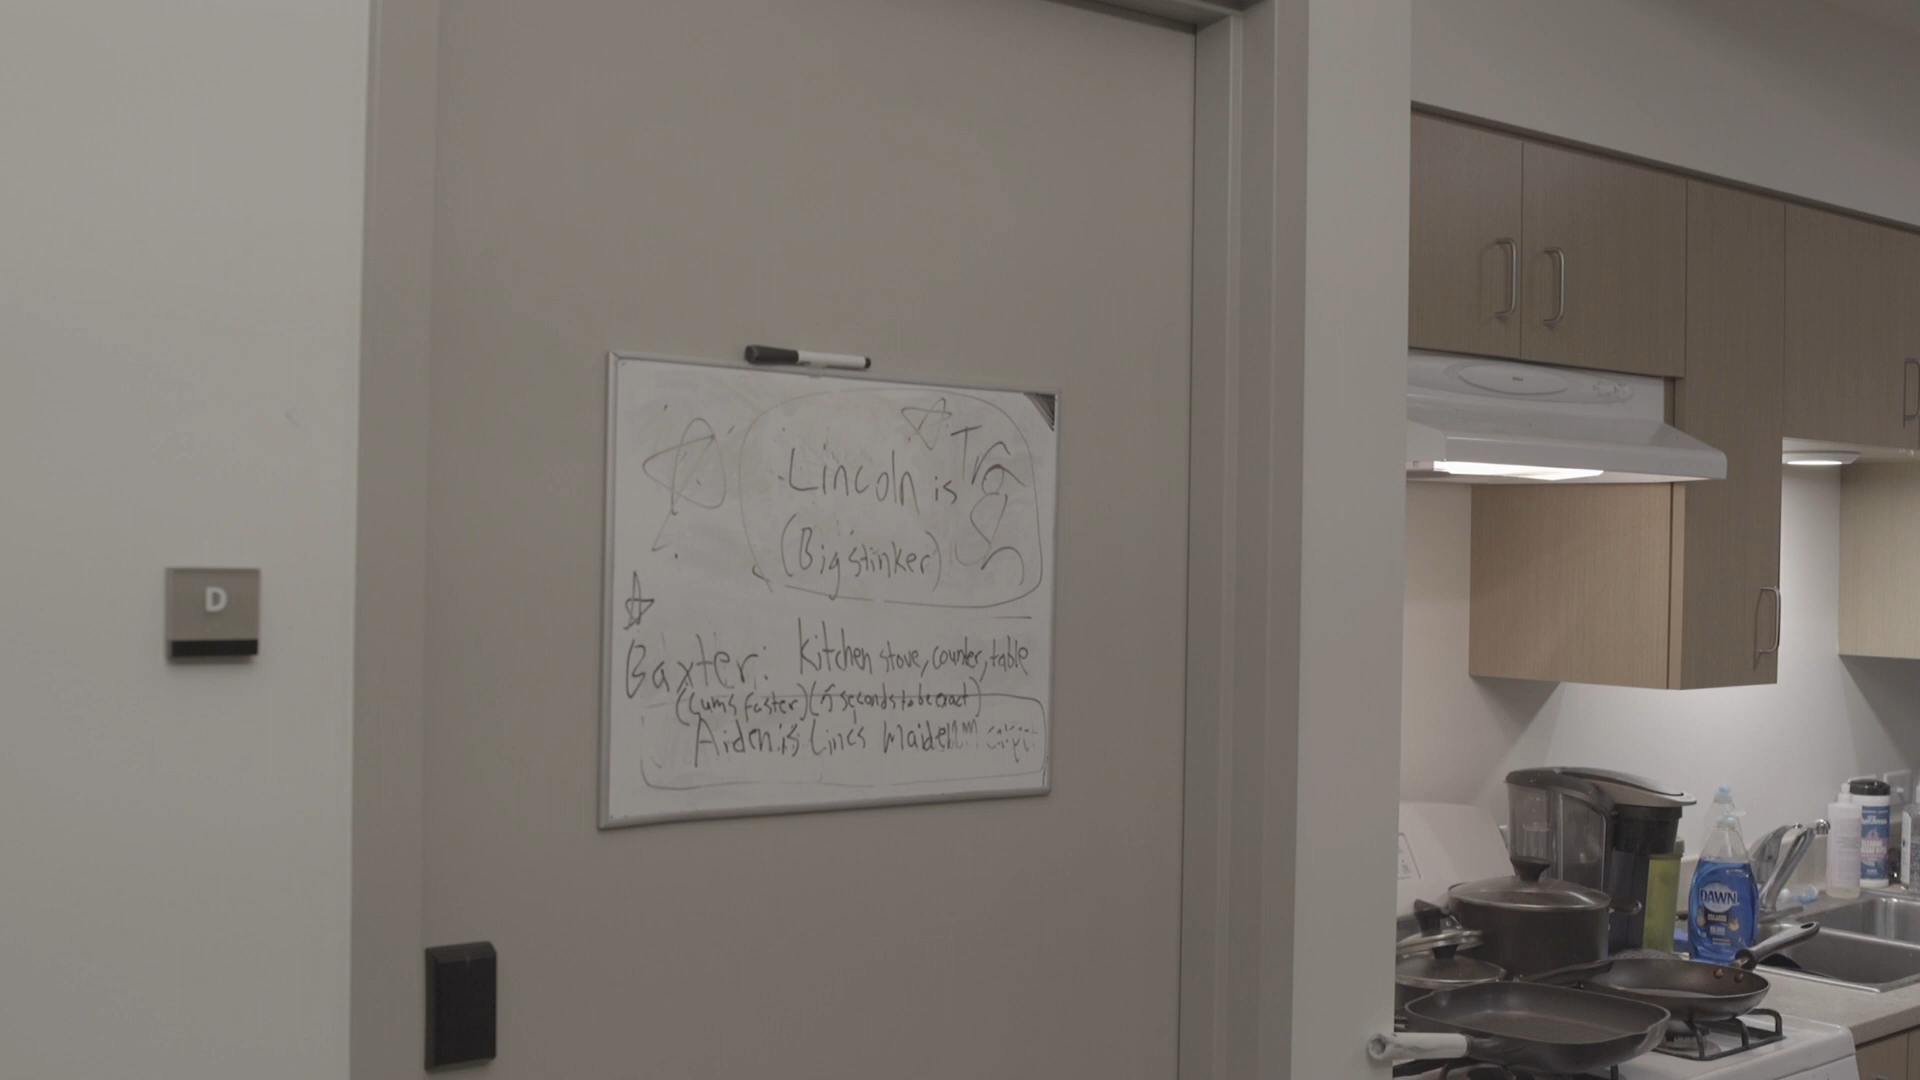 D
Lincoln is Trash
(Big stinker)
Baxter: Kitchen stove, counter, table
(Cums faster) (5 seconds to be exact)
Aiden is Lincs Maiden
DAWN